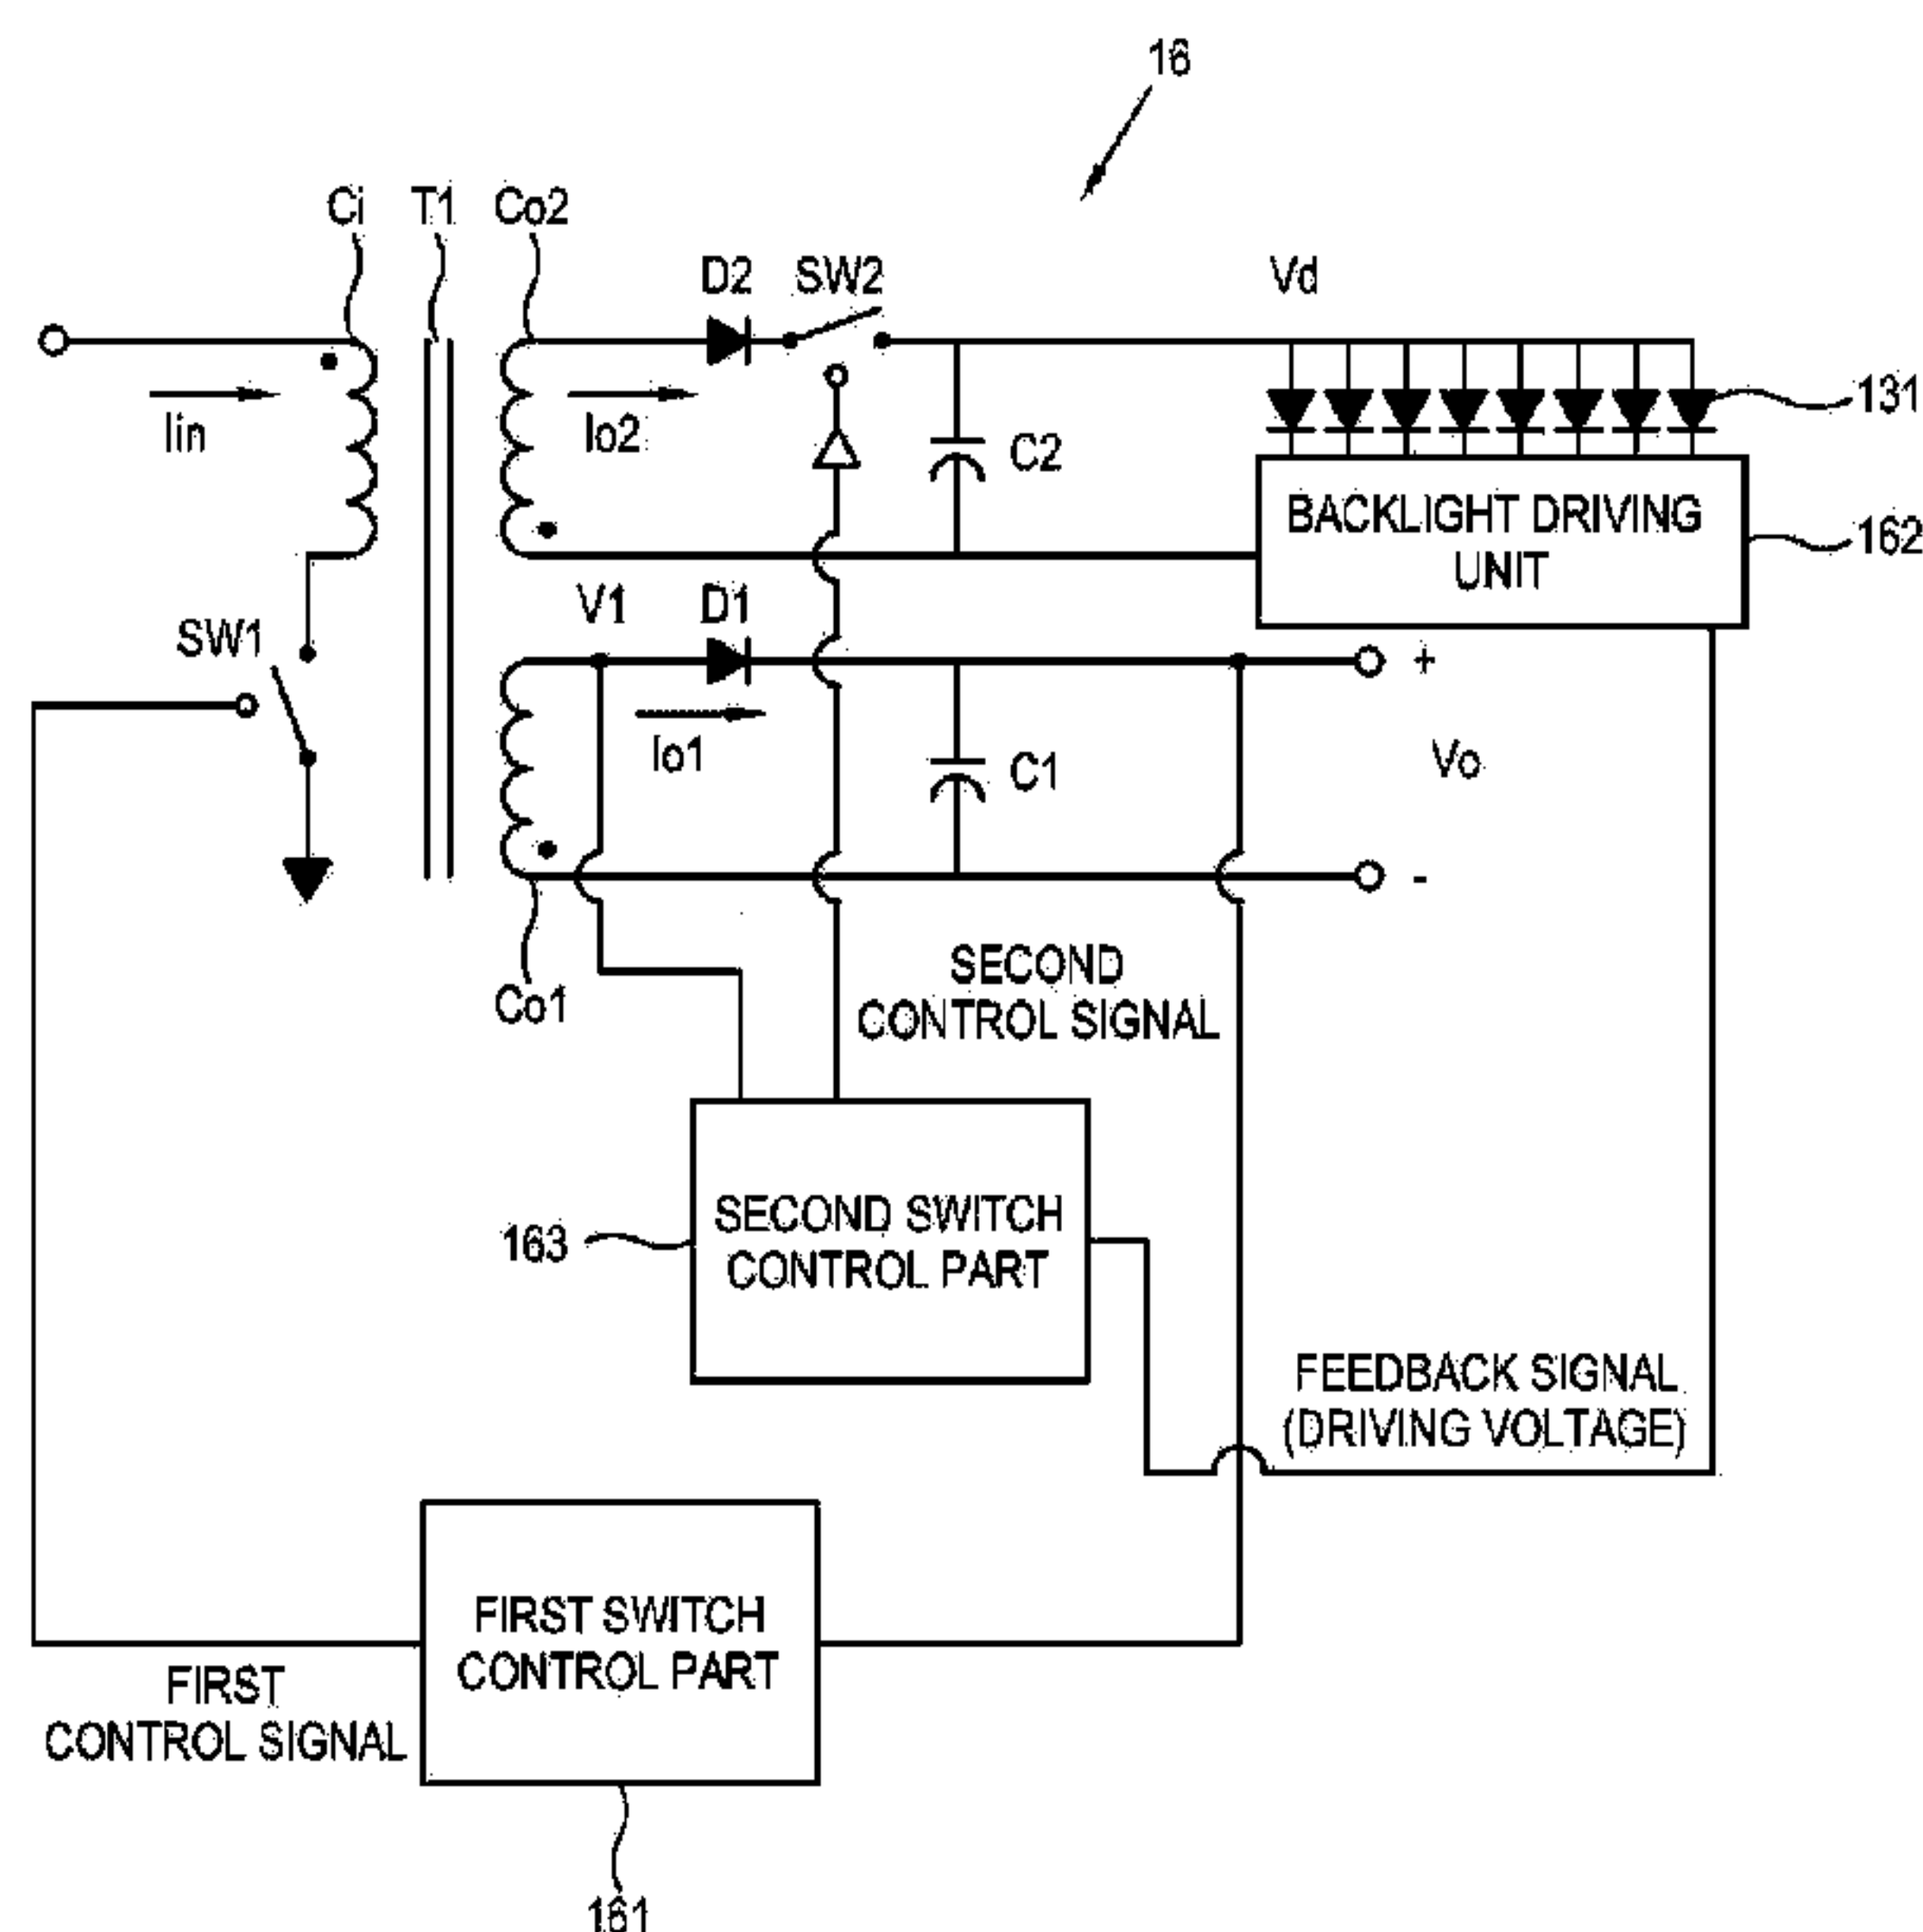 16
Ci
T1
Co2
D2
SW2
Vd
131
Iin
Io2
C2
BACKLIGHT DRIVING
UNIT
162
V1
D1
SW1
+
Io1
C1
Vo
-
Co1
SECOND
CONTROL SIGNAL
SECOND SWITCH
CONTROL PART
163
FEEDBACK SIGNAL
(DRIVING VOLTAGE)
FIRST SWITCH
CONTROL PART
FIRST
CONTROL SIGNAL
161